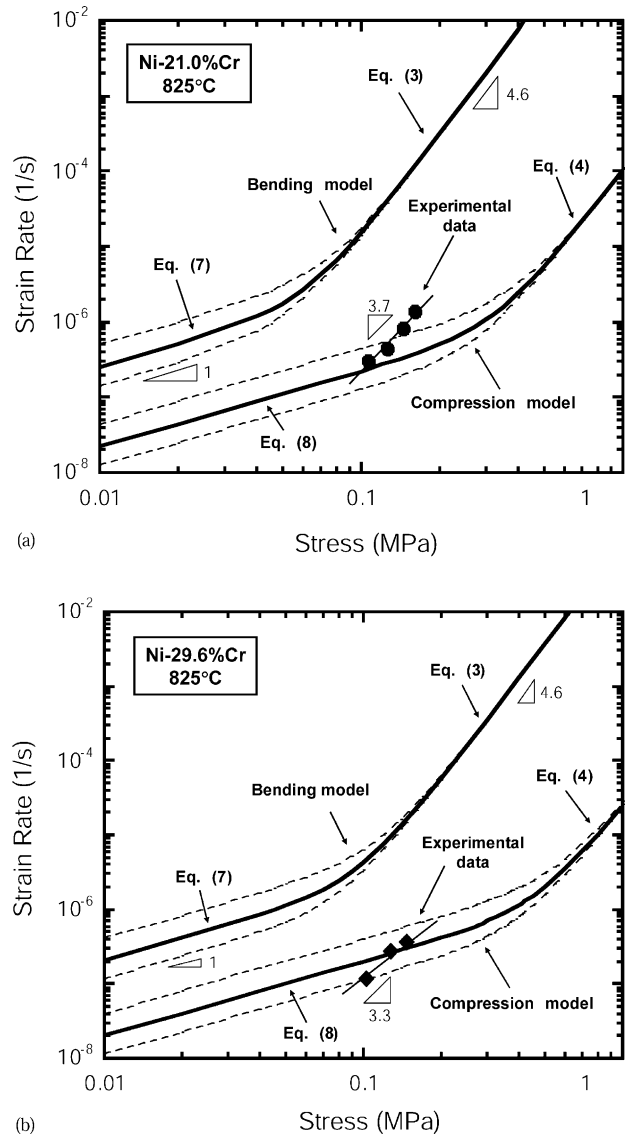 10-2
Ni-21.0%Cr
825°C
Eq. (3)
4.6
10-4
Eq. (4)
Bending model
Experimental
data
Eq. (7)
3.7
10-6
1
Compression model
Eq. (8)
10-8
0.01
0.1
1
Strain Rate (1/s)
(a)
Stress (MPa)
10-2
Ni-29.6%Cr
825°C
Eq. (3)
4.6
10-4
Eq. (4)
Bending model
Experimental
data
Eq. (7)
10-6
1
Compression model
3.3
Eq. (8)
10-8
0.01
0.1
1
Strain Rate (1/s)
Stress (MPa)
(b)